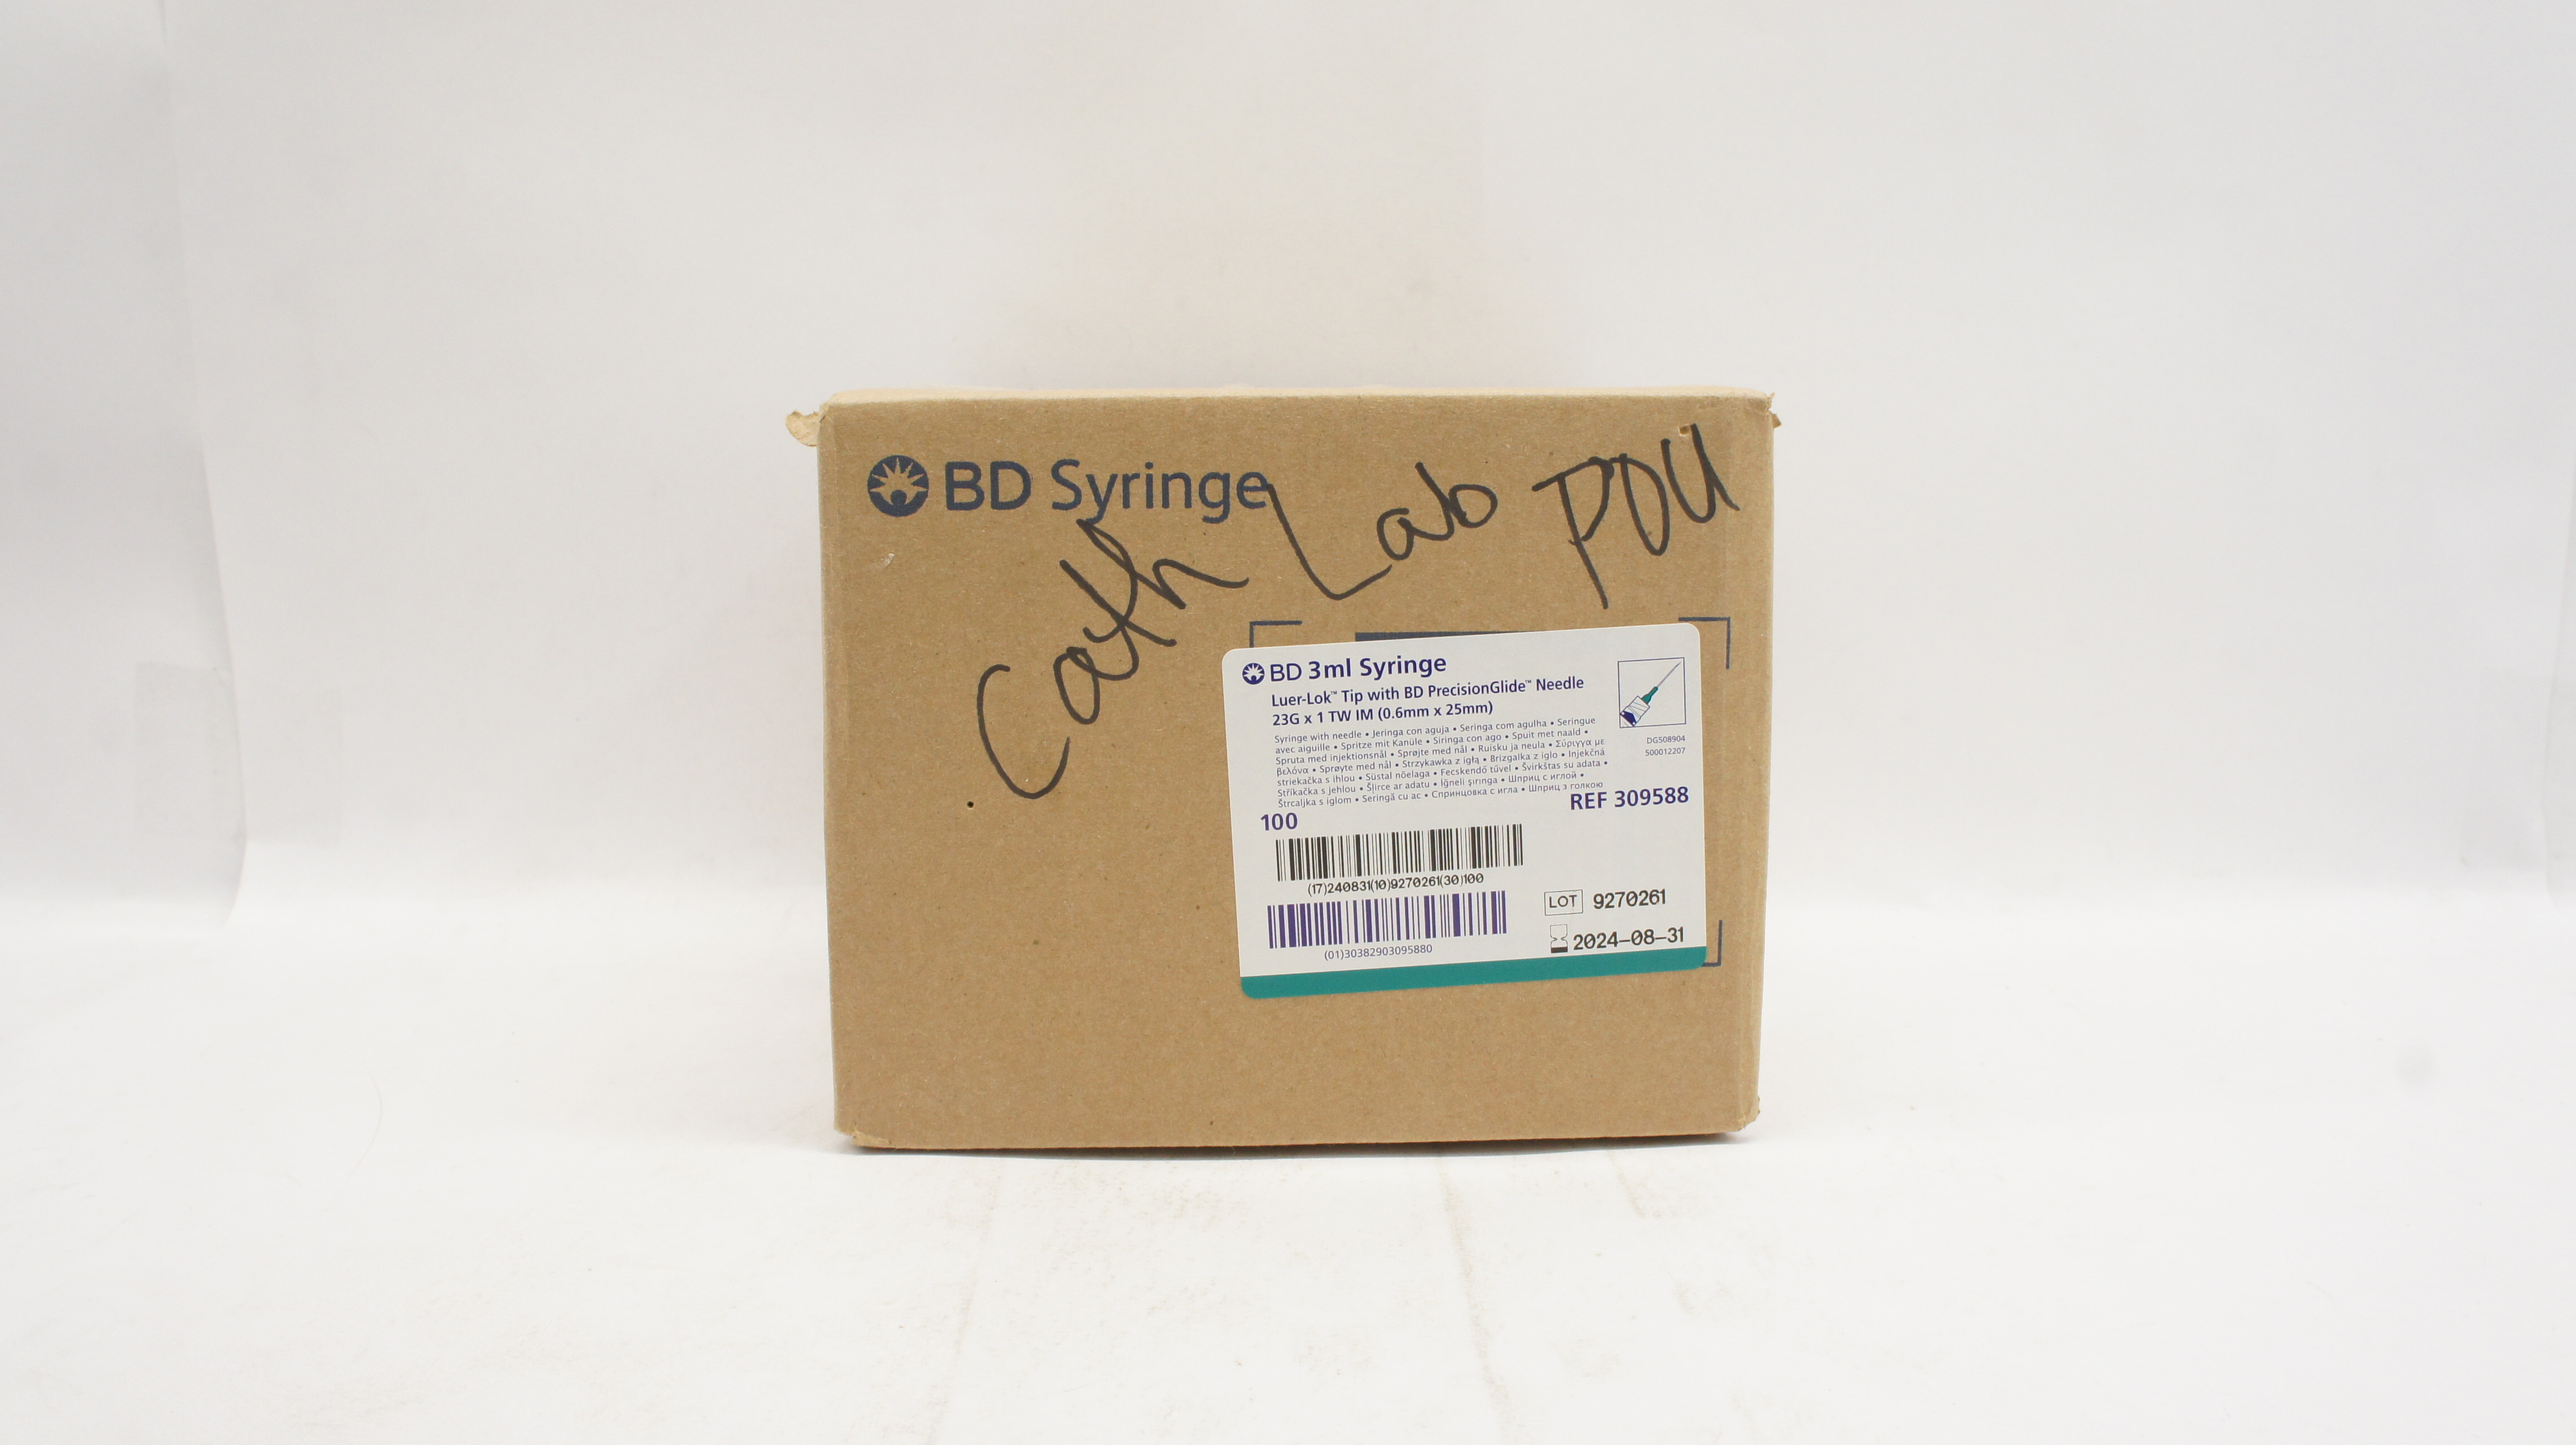 BD Syringe
Cath Lab PDU
BD 3ml Syringe
Luer-Lok™ Tip with BD PrecisionGlide™ Needle
23G x 1 TW IM (0.6mm x 25mm)
Syringe with needle • Jeringa con aguja • Seringa com agulha • Seringue
avec aiguille • Spritze mit Kanüle • Siringa con ago • Spuit met naald •
Spruta med injektionsnål • Sprøjte med nål • Ruisku ja neula • Σύριγγα με
βελόνα • Sprøyte med nål • Strzykawka z igłą • Brizgalka z iglo • Injekčná
striekačka s ihlou • Süstal nõelaga • Fecskendő tűvel • Švirkštas su adata •
Stříkačka s jehlou • Šļirce ar adatu • İğneli şırınga • Шприц с иглой •
Štrcaljka s iglom • Seringă cu ac • Спринцовка с игла • Шприц з голкою
DG508904
500012207
REF 309588
100
(17)240831(10)9270261(30)100
LOT 9270261
(01)30382903095880
2024-08-31